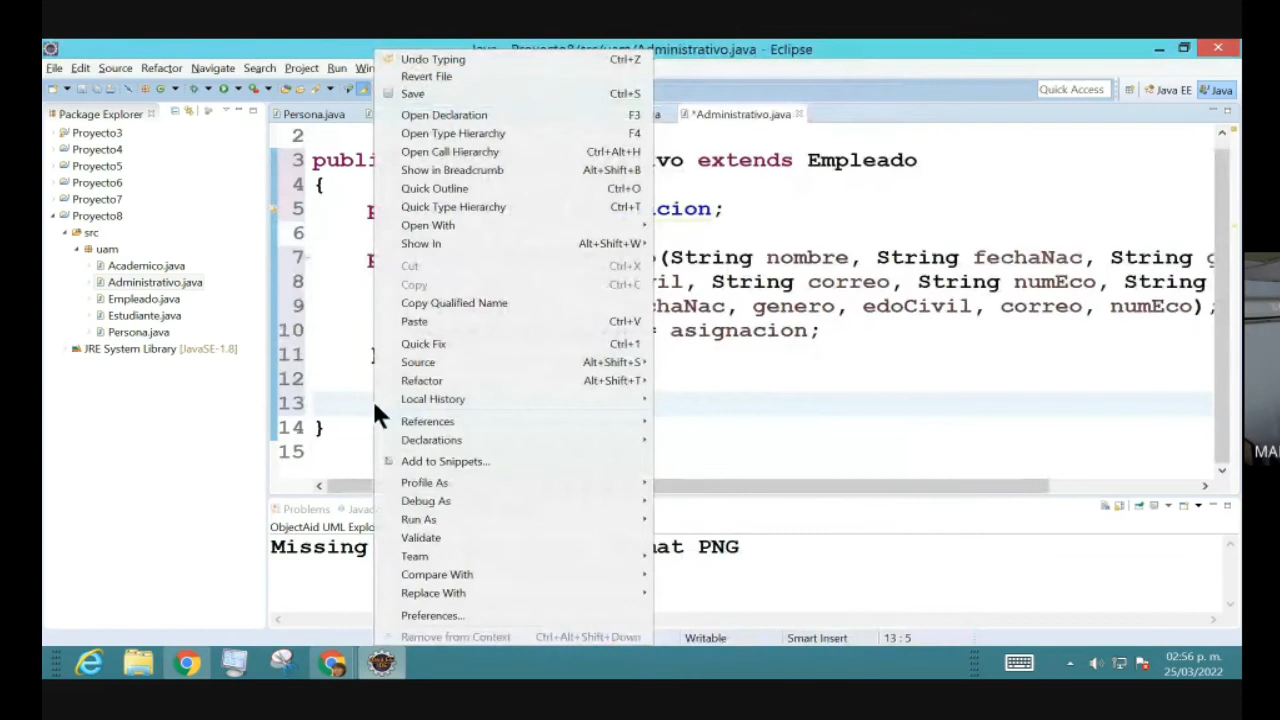 Java - Proyecto8/src/uam/Administrativo.java - Eclipse
File Edit Source Refactor Navigate Search Project Run Win
Quick Access Java EE Java
Package Explorer
Proyecto3
Proyecto4
Proyecto5
Proyecto6
Proyecto7
Proyecto8
src
uam
Academico.java
Administrativo.java
Empleado.java
Estudiante.java
Persona.java
JRE System Library [JavaSE-1.8]
Persona.java
*Administrativo.java
2
3 publi vo extends Empleado
4 {
5 p cion;
6
7 p o(String nombre, String fechaNac, String g
8 il, String correo, String numEco, String
9 chaNac, genero, edoCivil, correo, numEco);
10 = asignacion;
11 }
12
13
14 }
15
Undo Typing Ctrl+Z
Revert File
Save Ctrl+S
Open Declaration F3
Open Type Hierarchy F4
Open Call Hierarchy Ctrl+Alt+H
Show in Breadcrumb Alt+Shift+B
Quick Outline Ctrl+O
Quick Type Hierarchy Ctrl+T
Open With
Show In Alt+Shift+W
Cut Ctrl+X
Copy Ctrl+C
Copy Qualified Name
Paste Ctrl+V
Quick Fix Ctrl+1
Source Alt+Shift+S
Refactor Alt+Shift+T
Local History
References
Declarations
Add to Snippets...
Profile As
Debug As
Run As
Validate
Team
Compare With
Replace With
Preferences...
Remove from Context Ctrl+Alt+Shift+Down
Problems Javad
ObjectAid UML Explo
Missing at PNG
Writable Smart Insert 13 : 5
02:56 p. m.
25/03/2022
MA